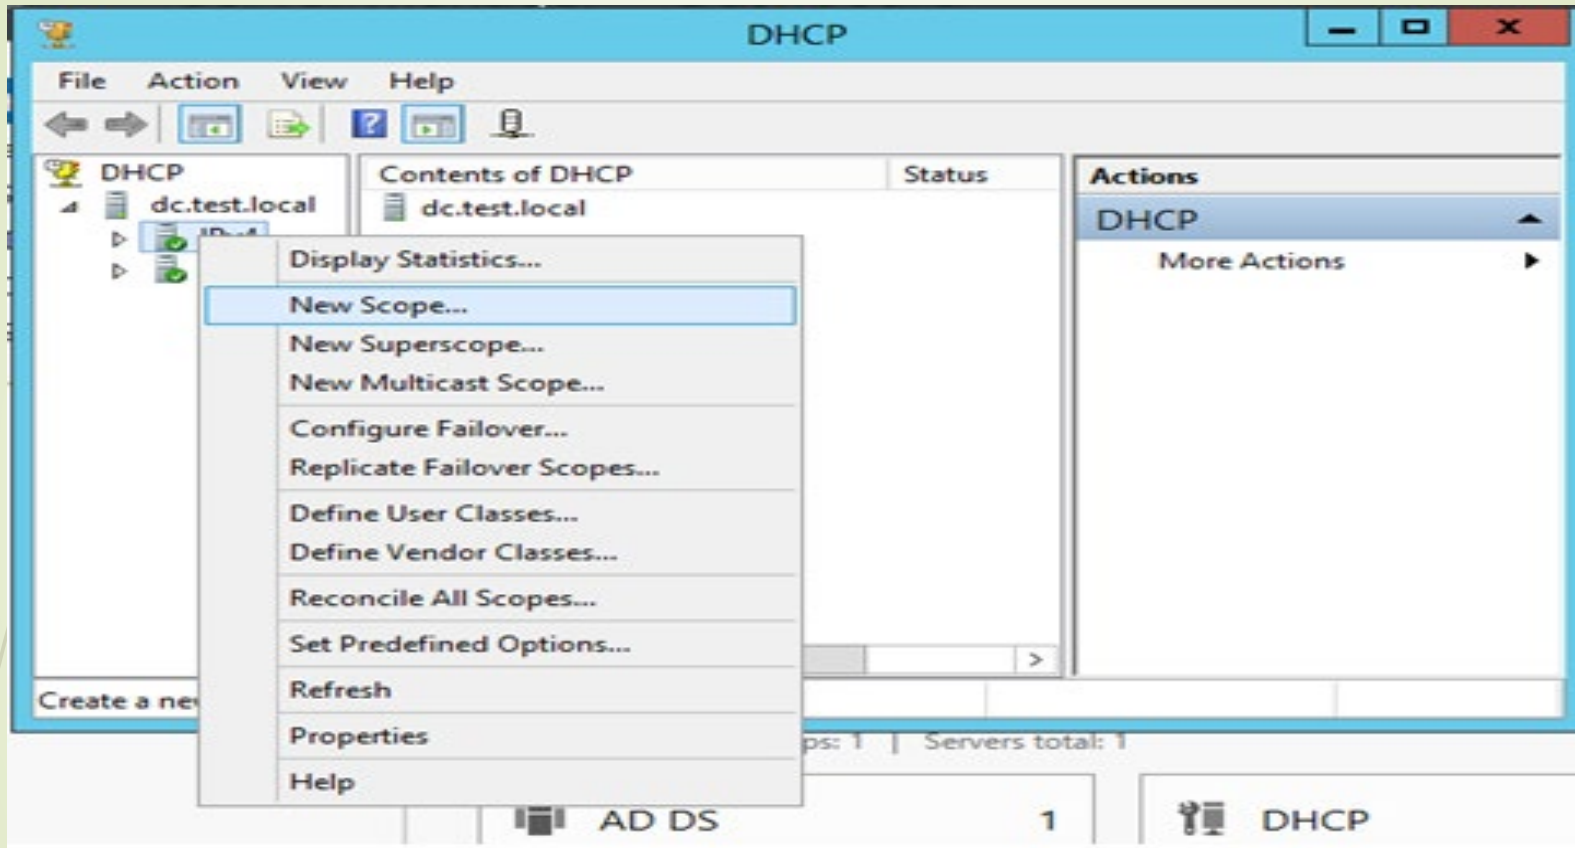 DHCP
File Action View Help
DHCP
dc.test.local
IPv4
Contents of DHCP Status
dc.test.local
Actions
DHCP
More Actions
Display Statistics...
New Scope...
New Superscope...
New Multicast Scope...
Configure Failover...
Replicate Failover Scopes...
Define User Classes...
Define Vendor Classes...
Reconcile All Scopes...
Set Predefined Options...
Refresh
Properties
Help
Create a
1 | Servers total: 1
AD DS 1
DHCP